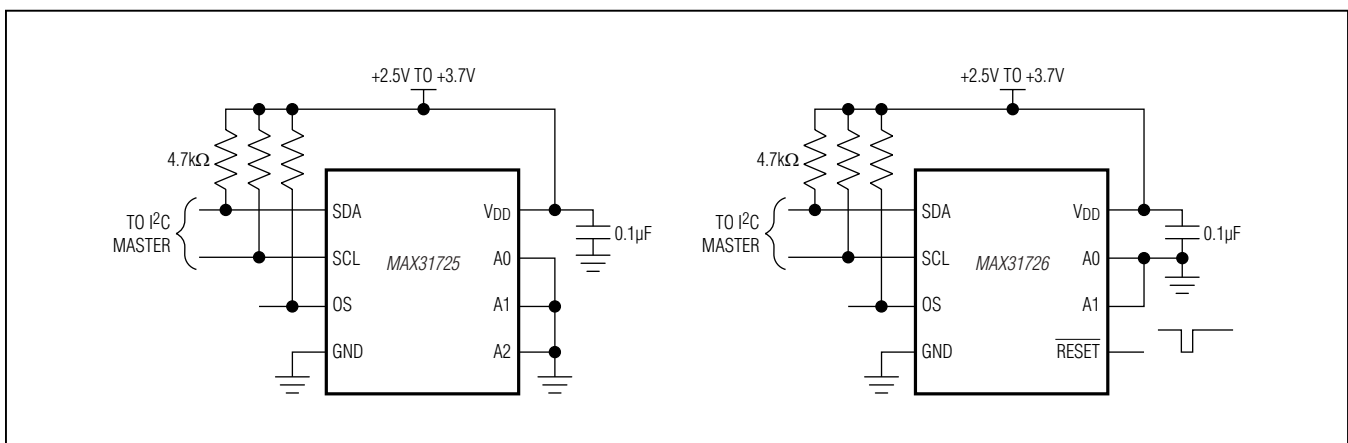 +2.5V TO +3.7V
4.7kΩ
TO I²C
MASTER
SDA
SCL
OS
GND
MAX31725
VDD
A0
A1
A2
0.1µF
+2.5V TO +3.7V
4.7kΩ
TO I²C
MASTER
SDA
SCL
OS
GND
MAX31726
VDD
A0
A1
RESET
0.1µF